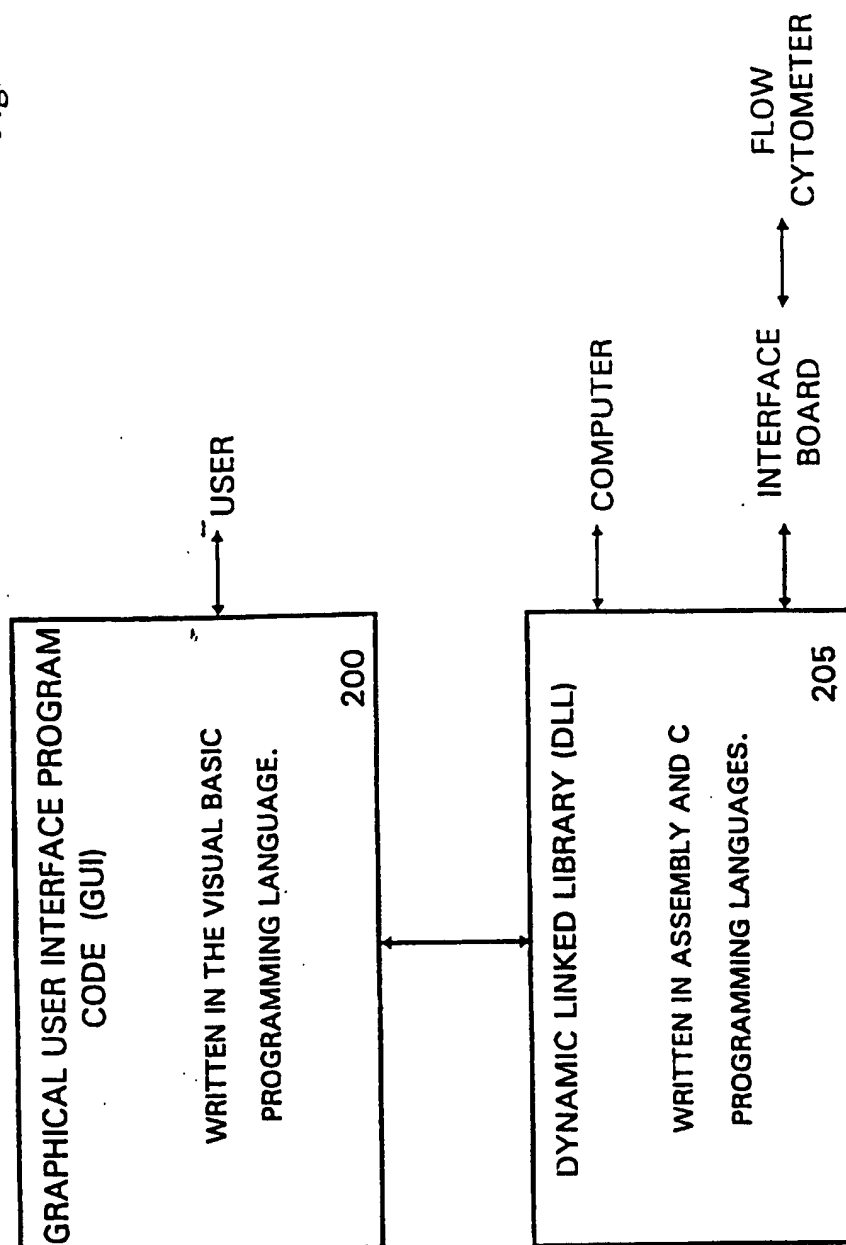 GRAPHICAL USER INTERFACE PROGRAM
CODE (GUI)
WRITTEN IN THE VISUAL BASIC
PROGRAMMING LANGUAGE.
200
USER
DYNAMIC LINKED LIBRARY (DLL)
WRITTEN IN ASSEMBLY AND C
PROGRAMMING LANGUAGES.
205
COMPUTER
INTERFACE
BOARD
FLOW
CYTOMETER